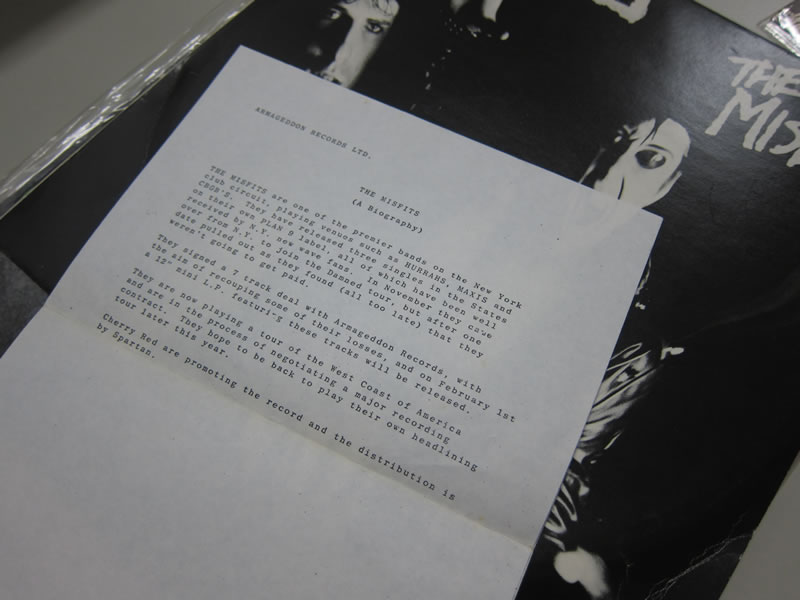 ARMAGEDDON RECORDS LTD.
THE MISFITS
(A Biography)
THE MISFITS are one of the premier bands on the New York
club circuit, playing venues such as HURRAHS, MAXIS and
CBGB'S. They have released three singles in the States
on their own PLAN 9 label, all of which have been well
received by N.Y. new wave fans. In November they came
over from N.Y. to join the Damned tour, but after one
date pulled out as they found (all too late) that they
weren't going to get paid.
They signed a 7 track deal with Armageddon Records, with
the aim of recouping some of their losses, and on February 1st
a 12" mini L.P. featuring these tracks will be released.
They are now playing a tour of the West Coast of America
and are in the process of negotiating a major recording
contract. They hope to be back to play their own headlining
tour later this year.
Cherry Red are promoting the record and the distribution is
by Spartan.
THE